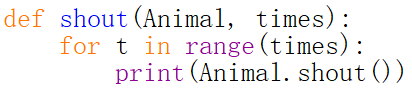 def shout(Animal, times):
    for t in range(times):
        print(Animal.shout())